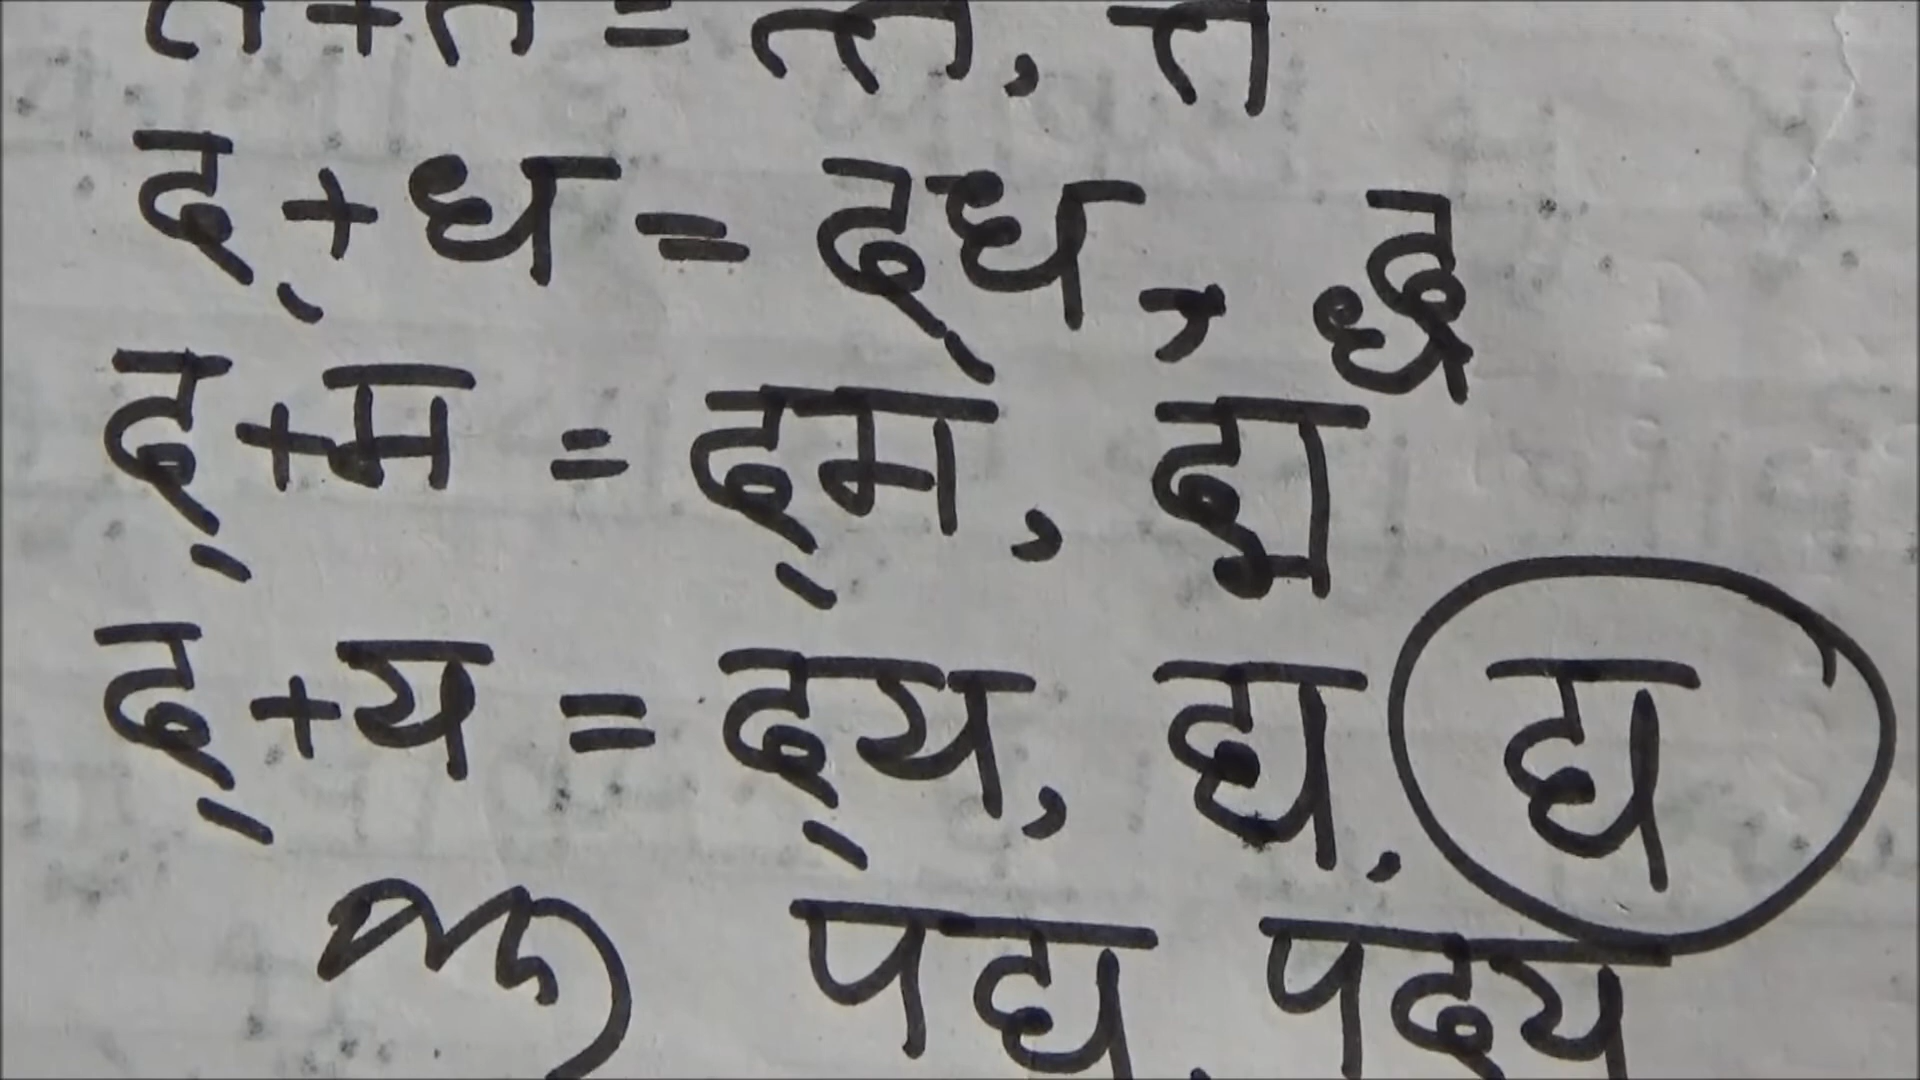 त + त = त्त, त्त
द् + ध = द्‌ध, द्ध
द् + म = द्‌म, द्म
द् + य = द्‌य, द्य, द्य
पद्य, पद्‌य